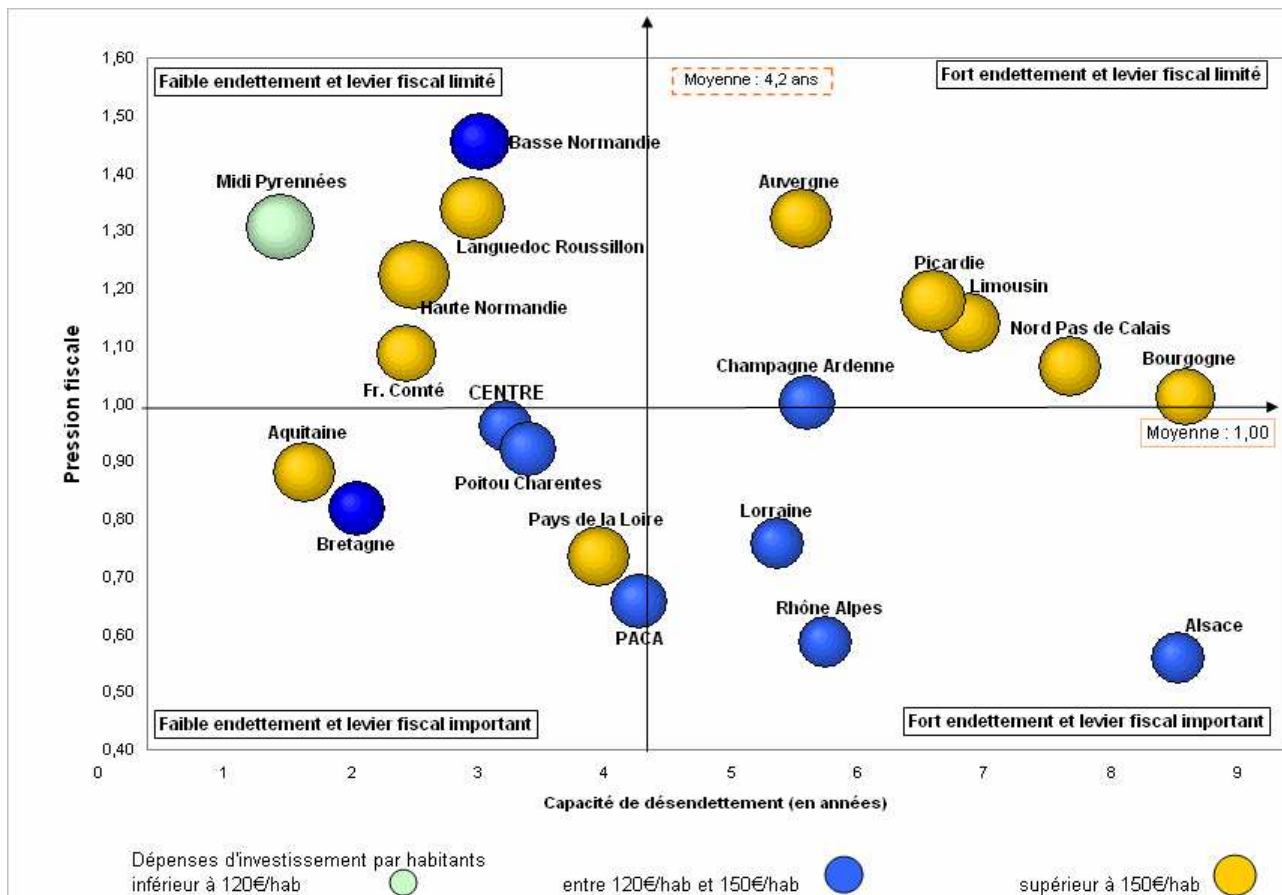 1,60
Faible endettement et levier fiscal limité
Moyenne : 4,2 ans
Fort endettement et levier fiscal limité
1,50
Basse Normandie
1,40
Midi Pyrennées
Auvergne
1,30
Languedoc Roussillon
Picardie
1,20
Limousin
Haute Normandie
Nord Pas de Calais
1,10
Champagne Ardenne
Bourgogne
Fr. Comté
CENTRE
1,00
Moyenne : 1,00
Aquitaine
0,90
Poitou Charentes
0,80
Pays de la Loire
Lorraine
Bretagne
0,70
PACA
Rhône Alpes
Alsace
0,60
0,50
Faible endettement et levier fiscal important
Fort endettement et levier fiscal important
0,40
Pression fiscale
0 1 2 3 4 5 6 7 8 9
Capacité de désendettement (en années)
Dépenses d'investissement par habitants
inférieur à 120€/hab
entre 120€/hab et 150€/hab
supérieur à 150€/hab